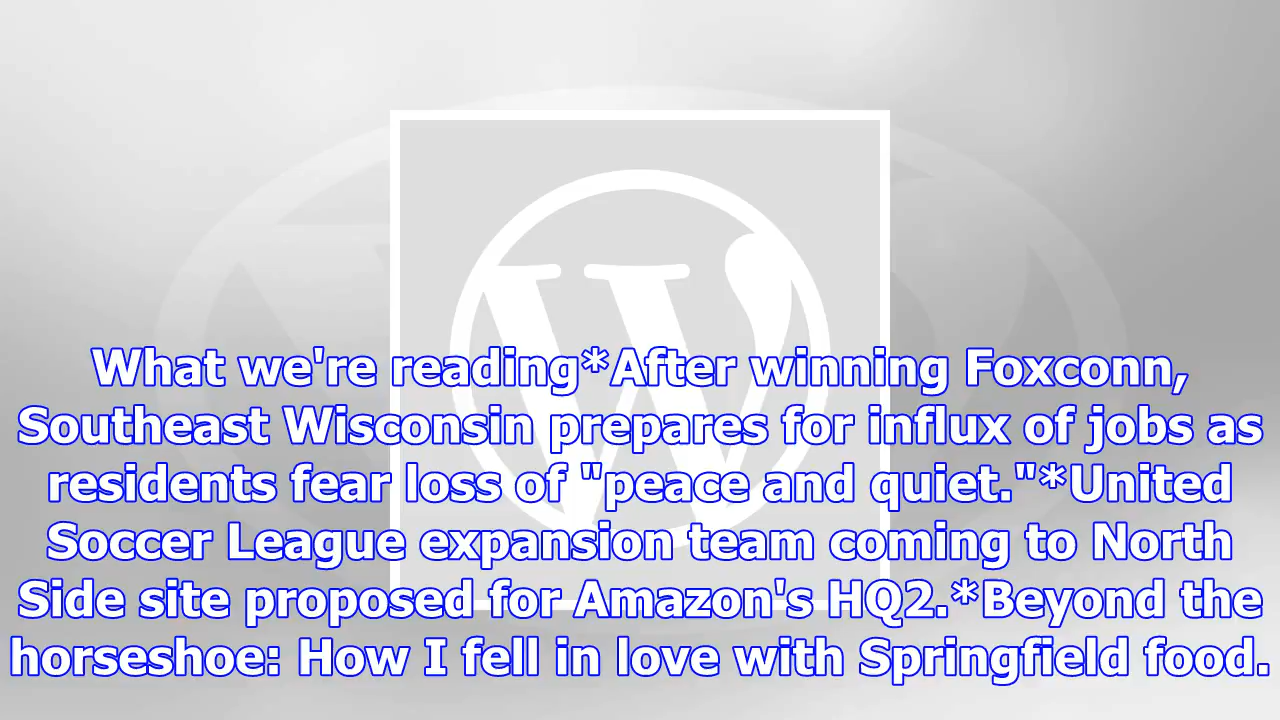 What we're reading*After winning Foxconn,
Southeast Wisconsin prepares for influx of jobs as
residents fear loss of "peace and quiet."*United
Soccer League expansion team coming to North
Side site proposed for Amazon's HQ2.*Beyond the
horseshoe: How I fell in love with Springfield food.